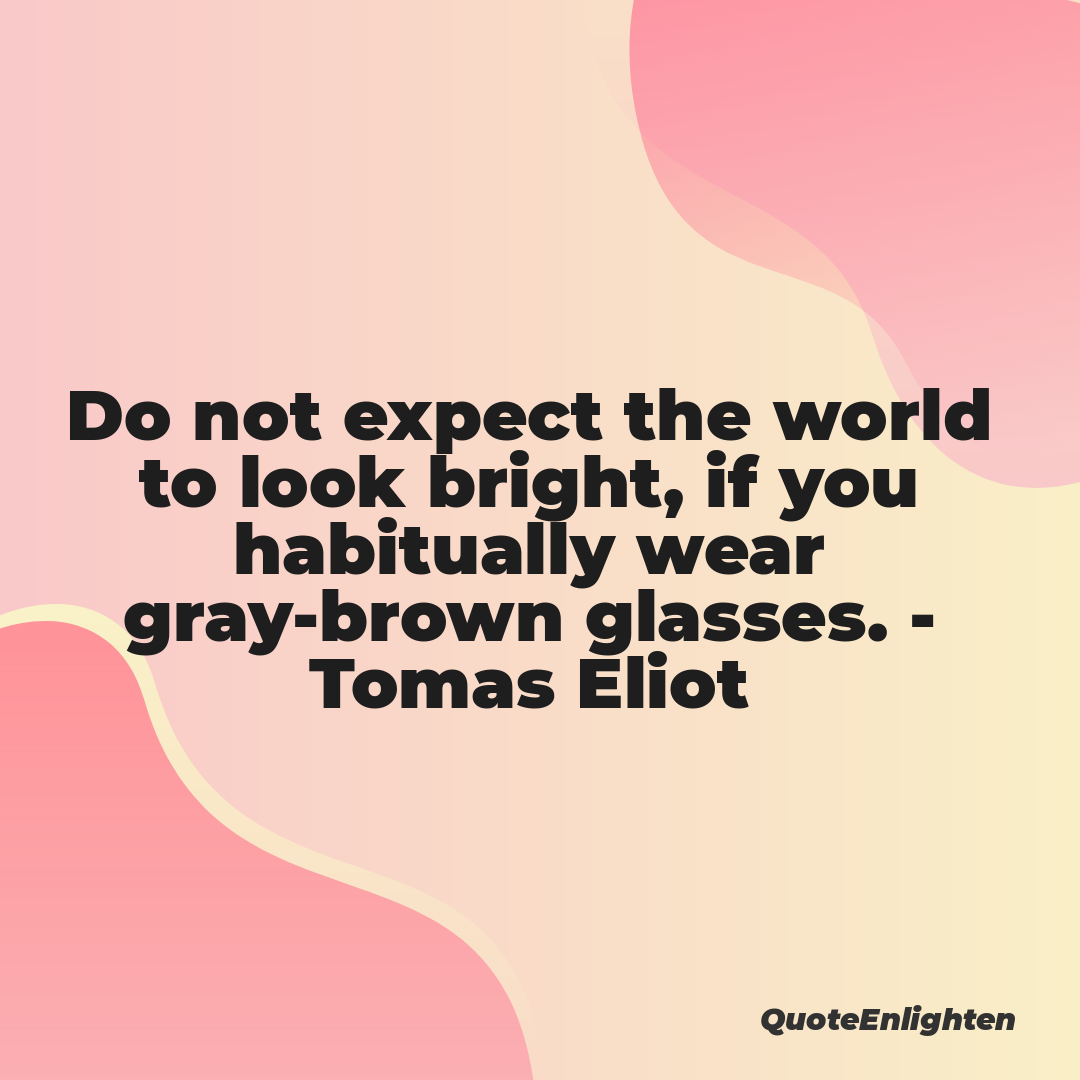 Do not expect the world
to look bright, if you
habitually wear
gray-brown glasses. -
Tomas Eliot
QuoteEnlighten